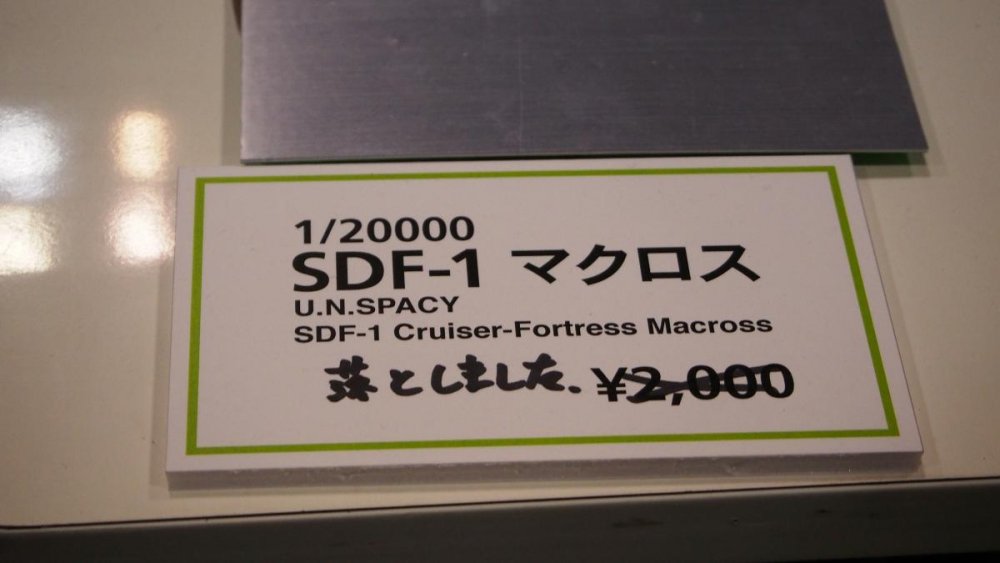 1/20000
SDF-1 マクロス
U.N.SPACY
SDF-1 Cruiser-Fortress Macross
落としました. ¥2,000